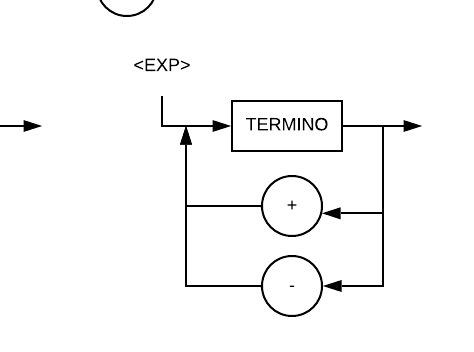 <EXP>
TERMINO
+
-